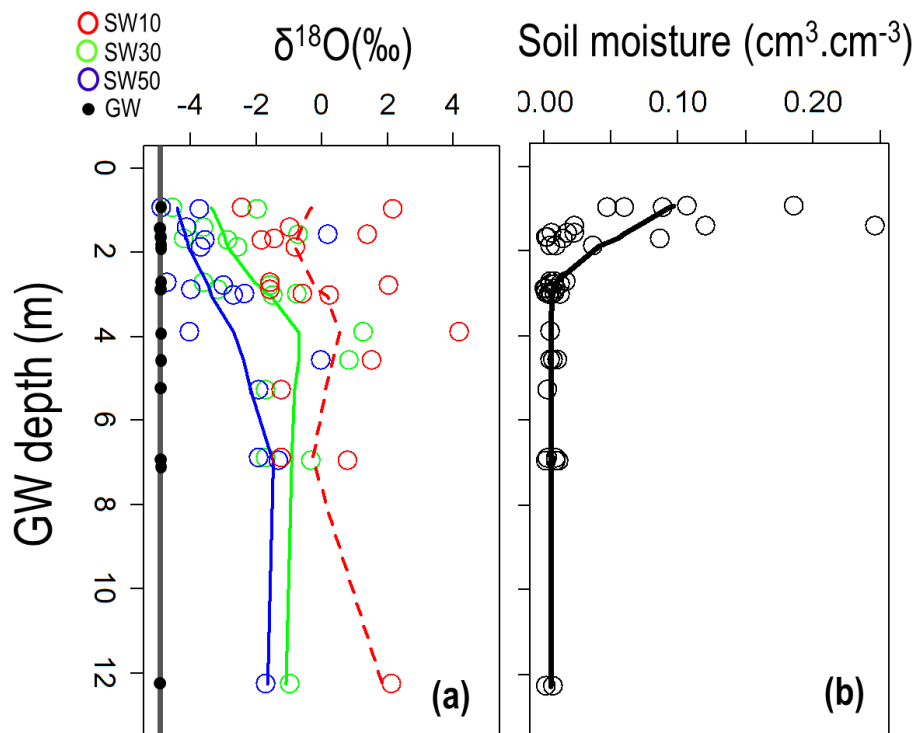 SW10
SW30
SW50
GW
δ¹⁸O(‰)
-4 -2 0 2 4
Soil moisture (cm³.cm⁻³)
0.00 0.10 0.20
GW depth (m)
0
2
4
6
8
10
12
(a)
(b)